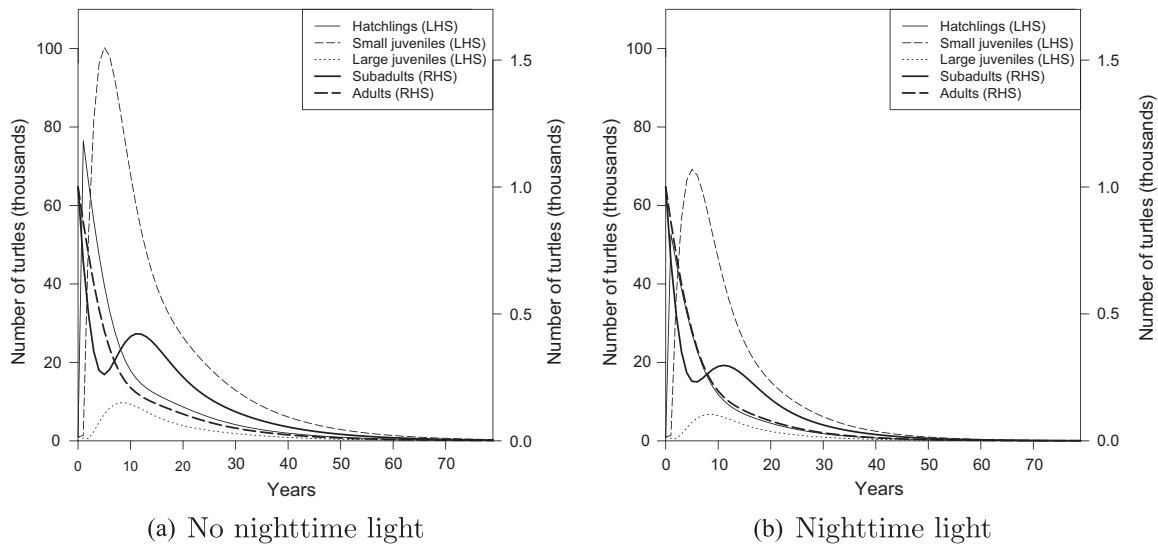 Hatchlings (LHS)
Small juveniles (LHS)
Large juveniles (LHS)
Subadults (RHS)
Adults (RHS)
Number of turtles (thousands)
100
80
60
40
20
0
1.5
1.0
0.5
0.0
Number of turtles (thousands)
0 10 20 30 40 50 60 70
Years
(a) No nighttime light
Hatchlings (LHS)
Small juveniles (LHS)
Large juveniles (LHS)
Subadults (RHS)
Adults (RHS)
Number of turtles (thousands)
100
80
60
40
20
0
1.5
1.0
0.5
0.0
Number of turtles (thousands)
0 10 20 30 40 50 60 70
Years
(b) Nighttime light